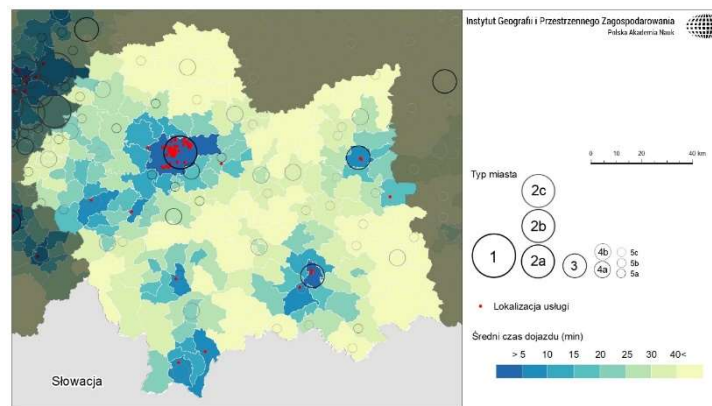 Instytut Geografii i Przestrzennego Zagospodarowania
Polska Akademia Nauk
0 10 20 40 km
Typ miasta
2c
2b
4b 5c
1 2a 3 4a 5b
5a
Lokalizacja usługi
Średni czas dojazdu (min)
> 5 10 15 20 25 30 40<
Słowacja